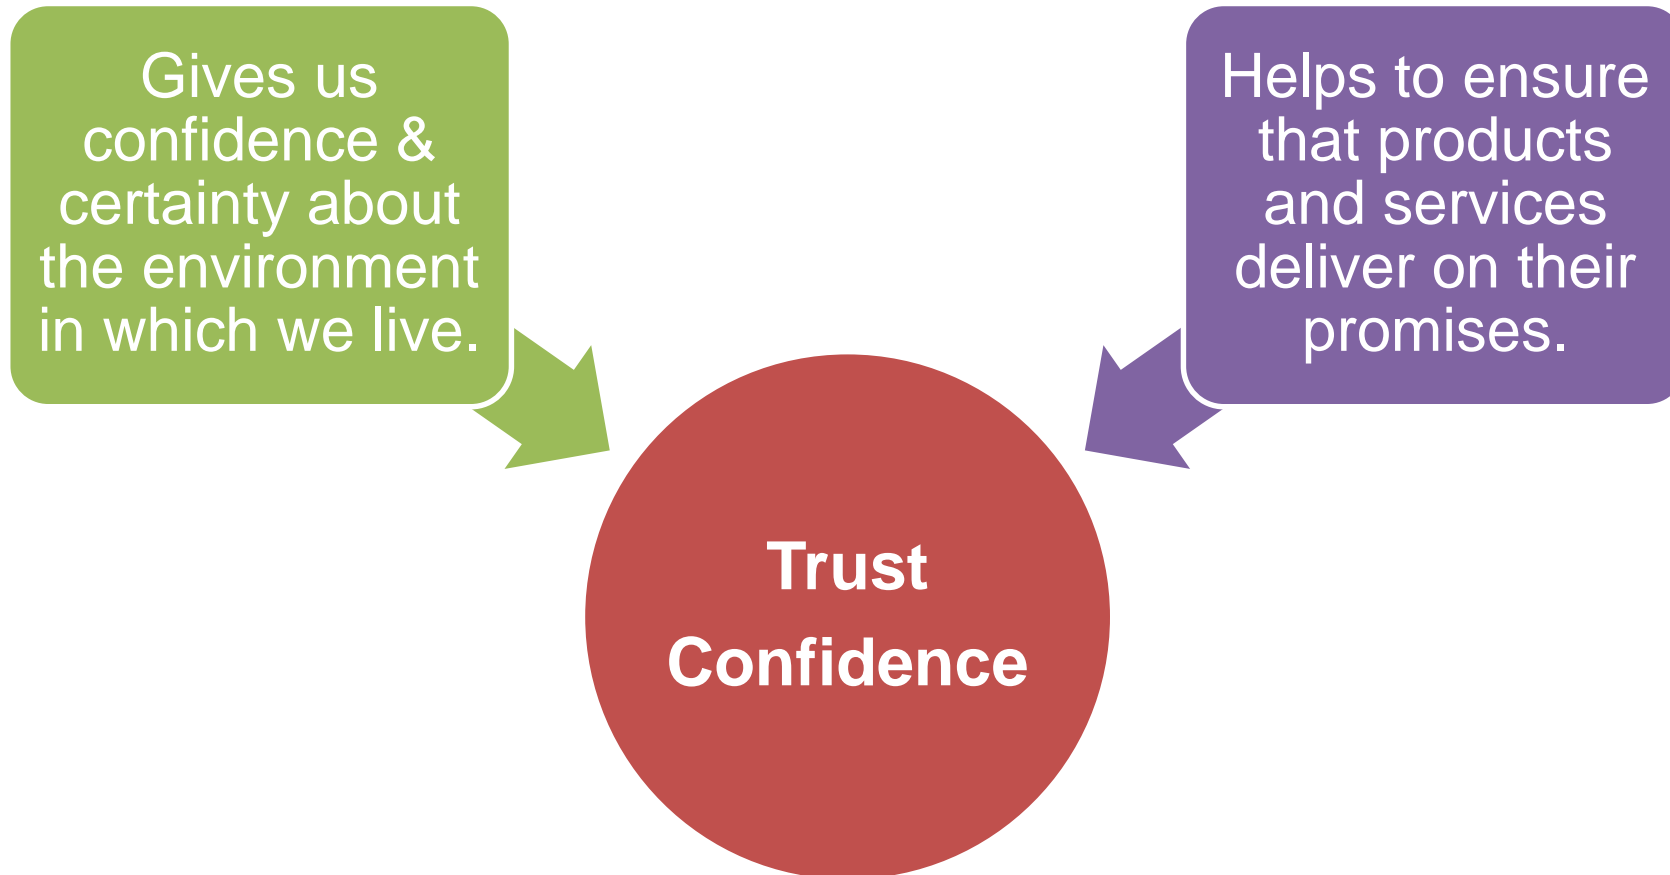 Gives us
confidence &
certainty about
the environment
in which we live.
Helps to ensure
that products
and services
deliver on their
promises.
Trust
Confidence